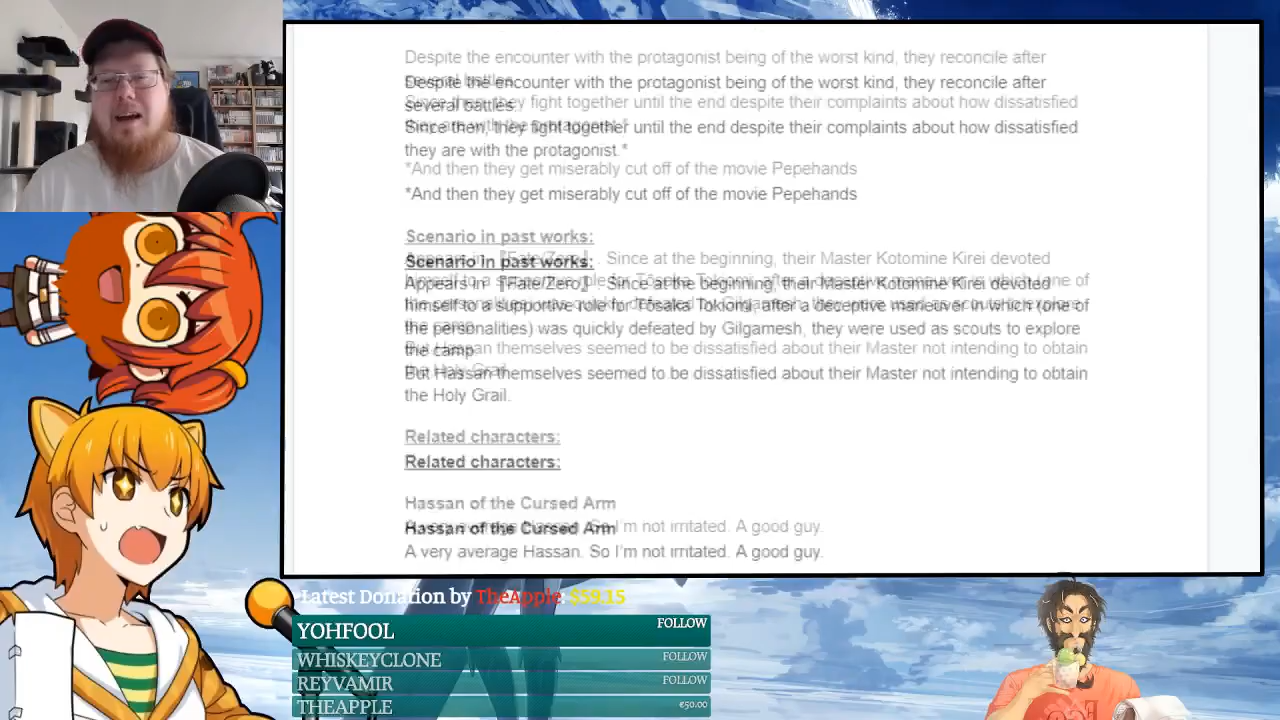 Despite the encounter with the protagonist being of the worst kind, they reconcile after
several battles.
Since then, they fight together until the end despite their complaints about how dissatisfied
they are with the protagonist.*
*And then they get miserably cut off of the movie Pepehands
Scenario in past works:
Appears in 『Fate/Zero』. Since at the beginning, their Master Kotomine Kirei devoted
himself to a supportive role for Tôsaka Tokiomi, after a deceptive maneuver in which (one of
the personalities) was quickly defeated by Gilgamesh, they were used as scouts to explore
the camp
But Hassan themselves seemed to be dissatisfied about their Master not intending to obtain
the Holy Grail.
Related characters:
Hassan of the Cursed Arm
A very average Hassan. So I'm not irritated. A good guy.
Latest Donation by TheApple: $59.15
YOHFOOL FOLLOW
WHISKEYCLONE FOLLOW
REYVAMIR FOLLOW
THEAPPLE €50.00